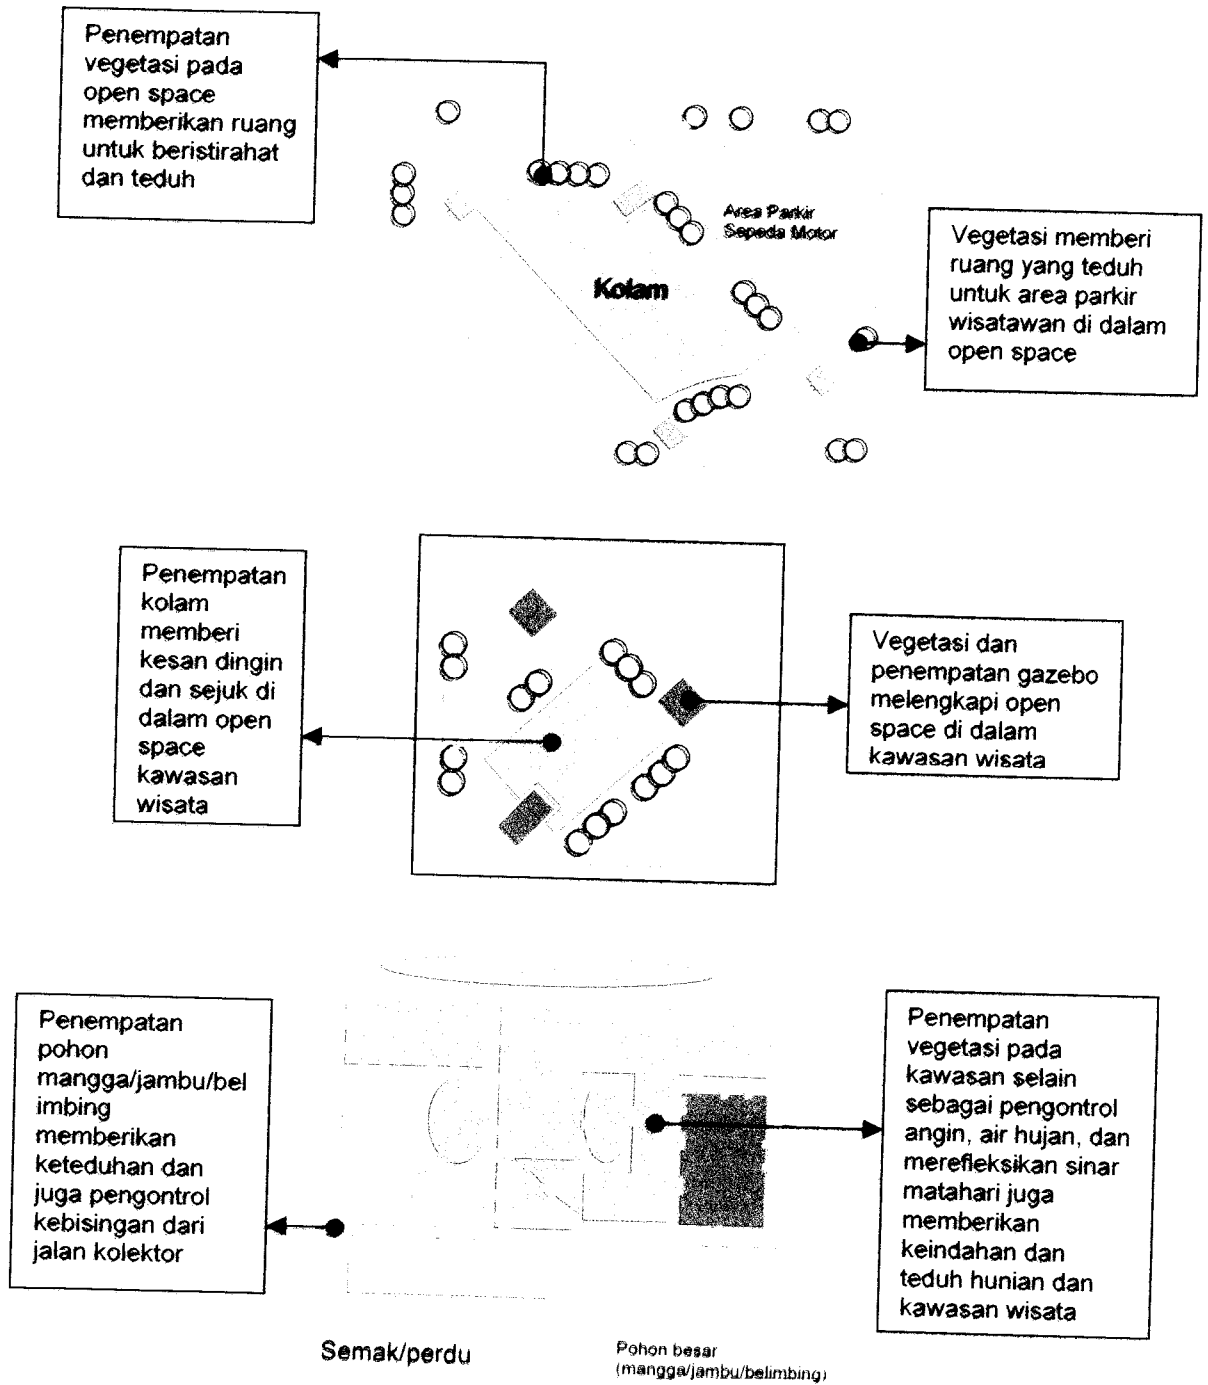 Penempatan
vegetasi pada
open space
memberikan ruang
untuk beristirahat
dan teduh
Area Parkir
Sepeda Motor
Kolam
Vegetasi memberi
ruang yang teduh
untuk area parkir
wisatawan di dalam
open space
Penempatan
kolam
memberi
kesan dingin
dan sejuk di
dalam open
space
kawasan
wisata
Vegetasi dan
penempatan gazebo
melengkapi open
space di dalam
kawasan wisata
Penempatan
pohon
mangga/jambu/bel
imbing
memberikan
keteduhan dan
juga pengontrol
kebisingan dari
jalan kolektor
Penempatan
vegetasi pada
kawasan selain
sebagai pengontrol
angin, air hujan, dan
merefleksikan sinar
matahari juga
memberikan
keindahan dan
teduh hunian dan
kawasan wisata
Semak/perdu
Pohon besar
(mangga/jambu/belimbing)